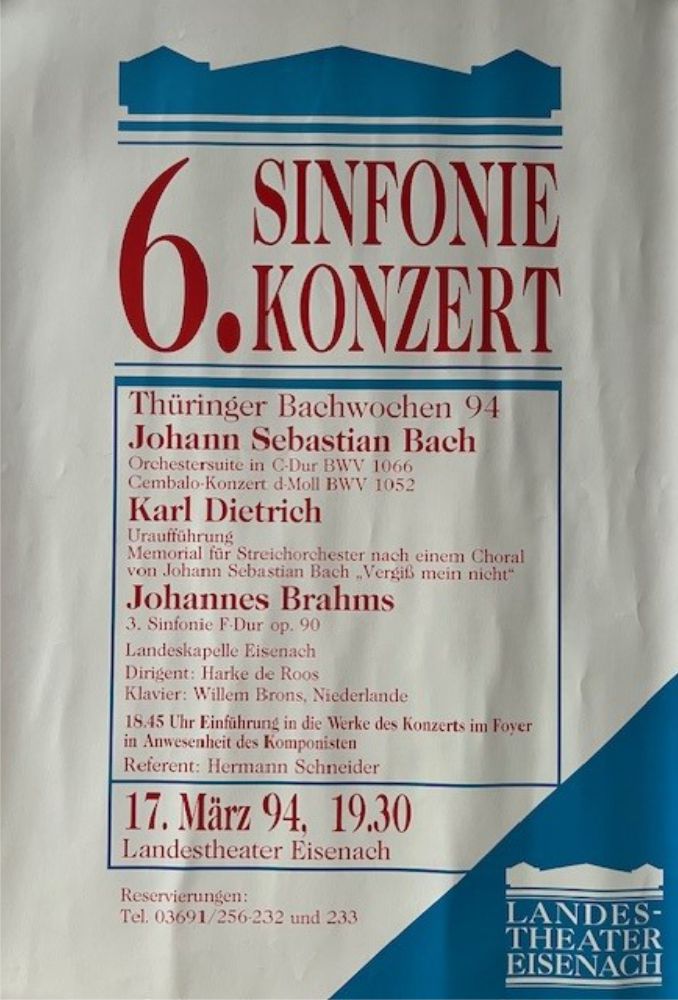 6. SINFONIE
KONZERT
Thüringer Bachwochen 94
Johann Sebastian Bach
Orchestersuite in C-Dur BWV 1066
Cembalo-Konzert d-Moll BWV 1052
Karl Dietrich
Uraufführung
Memorial für Streichorchester nach einem Choral
von Johann Sebastian Bach „Vergiß mein nicht“
Johannes Brahms
3. Sinfonie F-Dur op. 90
Landeskapelle Eisenach
Dirigent: Harke de Roos
Klavier: Willem Brons, Niederlande
18.45 Uhr Einführung in die Werke des Konzerts im Foyer
in Anwesenheit des Komponisten
Referent: Hermann Schneider
17. März 94, 19.30
Landestheater Eisenach
Reservierungen:
Tel. 03691/256-232 und 233
LANDES-
THEATER
EISENACH